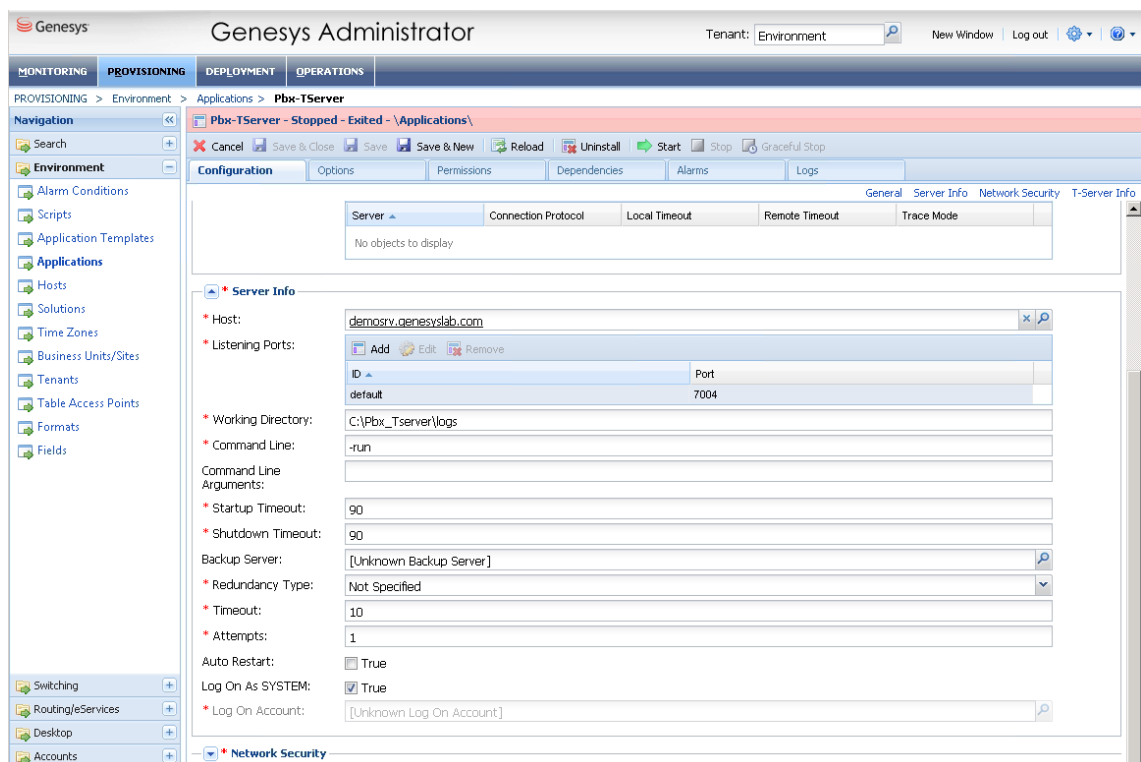 Genesys
Genesys Administrator
Tenant: Environment
New Window Log out
MONITORING PROVISIONING DEPLOYMENT OPERATIONS
PROVISIONING > Environment > Applications > Pbx-TServer
Navigation
Search
Environment
Alarm Conditions
Scripts
Application Templates
Applications
Hosts
Solutions
Time Zones
Business Units/Sites
Tenants
Table Access Points
Formats
Fields
Switching
Routing/eServices
Desktop
Accounts
Pbx-TServer - Stopped - Exited - \Applications\
Cancel Save & Close Save Save & New Reload Uninstall Start Stop Graceful Stop
Configuration Options Permissions Dependencies Alarms Logs
General Server Info Network Security T-Server Info
Server Connection Protocol Local Timeout Remote Timeout Trace Mode
No objects to display
* Server Info
* Host: demosrv.genesyslab.com
* Listening Ports: Add Edit Remove
ID Port
default 7004
* Working Directory: C:\Pbx_Tserver\logs
* Command Line: -run
Command Line
Arguments:
* Startup Timeout: 90
* Shutdown Timeout: 90
Backup Server: [Unknown Backup Server]
* Redundancy Type: Not Specified
* Timeout: 10
* Attempts: 1
Auto Restart: True
Log On As SYSTEM: True
* Log On Account: [Unknown Log On Account]
* Network Security